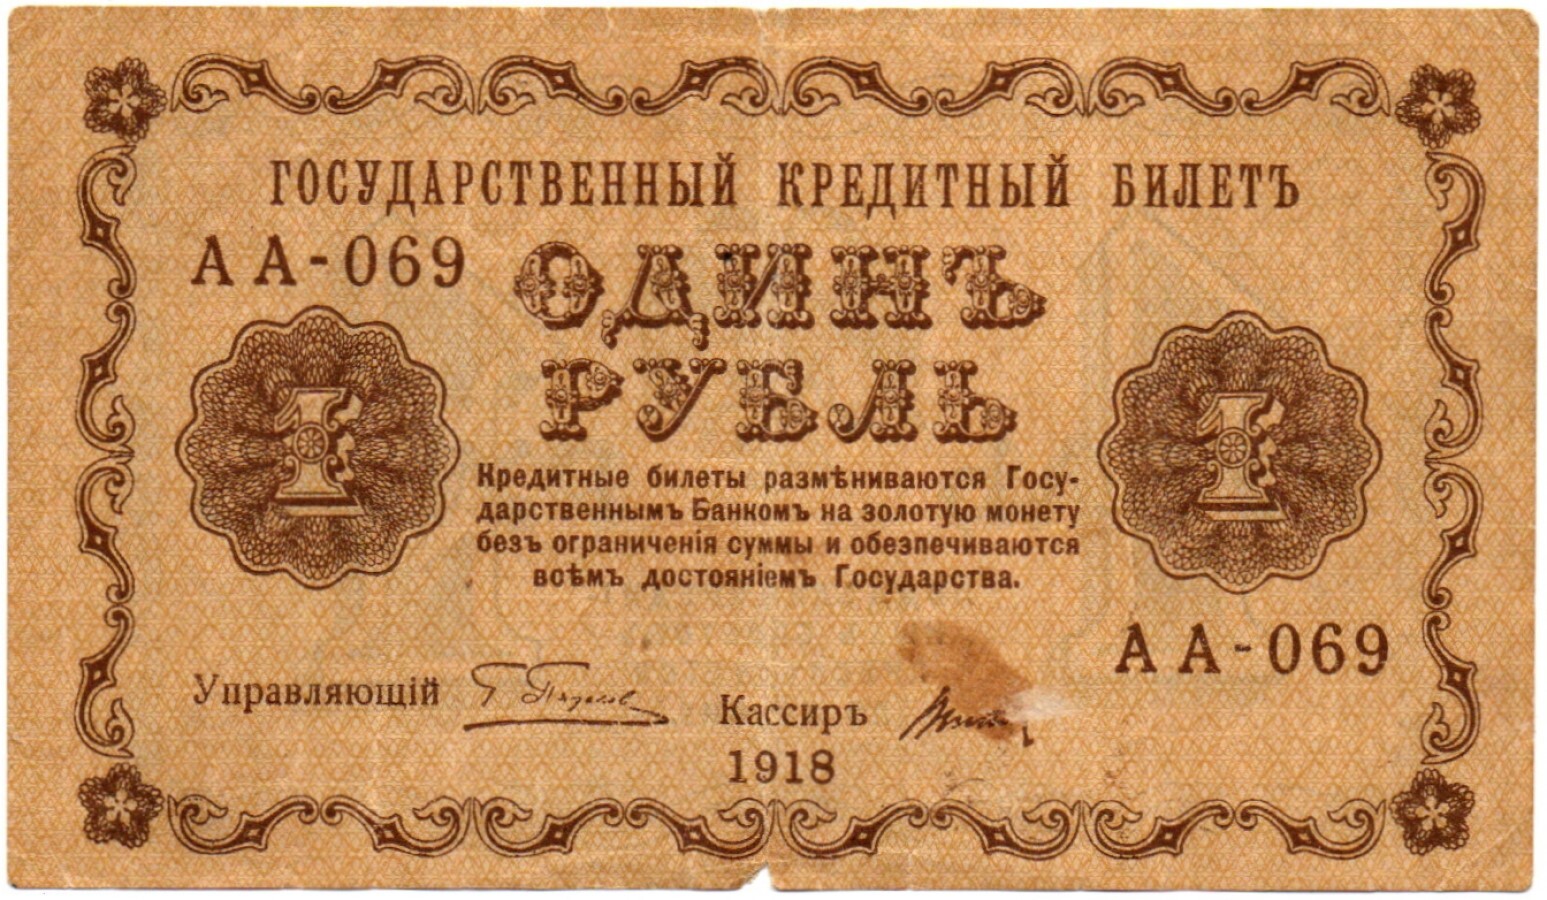 ГОСУДАРСТВЕННЫЙ КРЕДИТНЫЙ БИЛЕТЪ
АА-069
ОДИНЪ
РУБЛЬ
1
1
Кредитные билеты размѣниваются Госу-
дарственнымъ Банкомъ на золотую монету
безъ ограниченія суммы и обезпечиваются
всѣмъ достояніемъ Государства.
АА-069
Управляющій
Кассиръ
1918